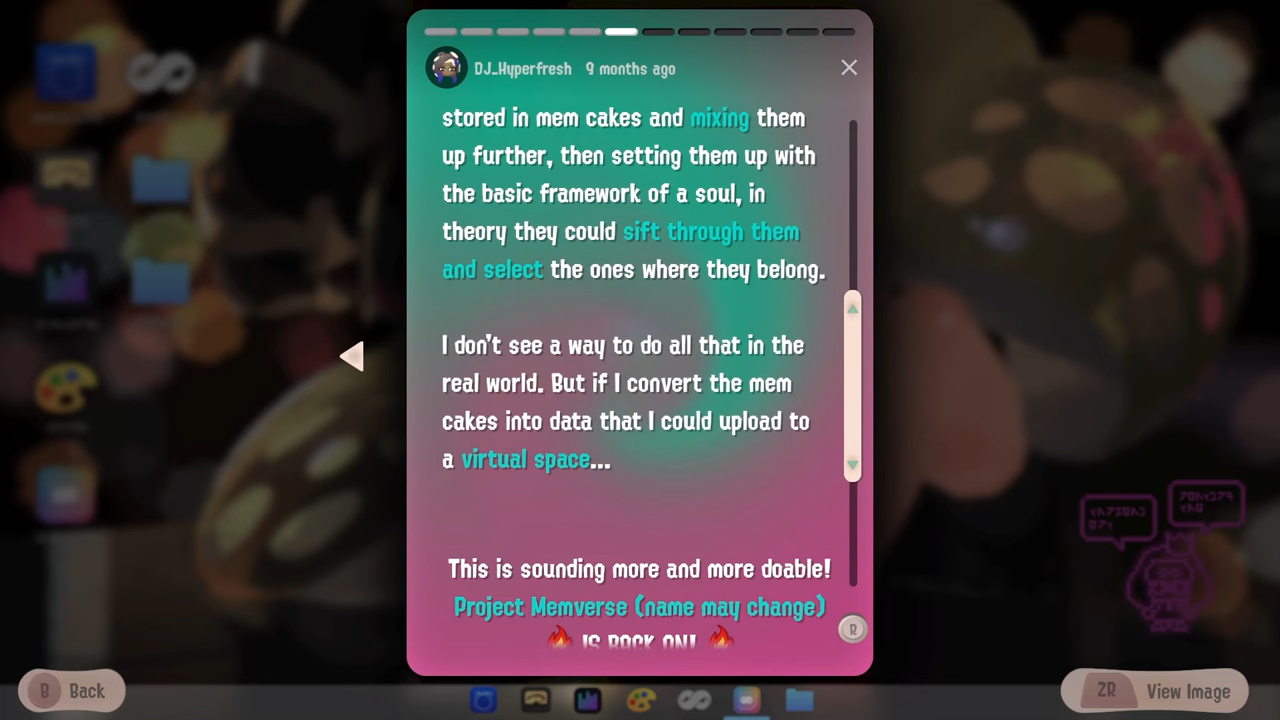 DJ_Hyperfresh 9 months ago
stored in mem cakes and mixing them
up further, then setting them up with
the basic framework of a soul, in
theory they could sift through them
and select the ones where they belong.
I don't see a way to do all that in the
real world. But if I convert the mem
cakes into data that I could upload to
a virtual space...
This is sounding more and more doable!
Project Memverse (name may change)
🔥 IS BACK ON! 🔥
R
B Back
ZR View Image